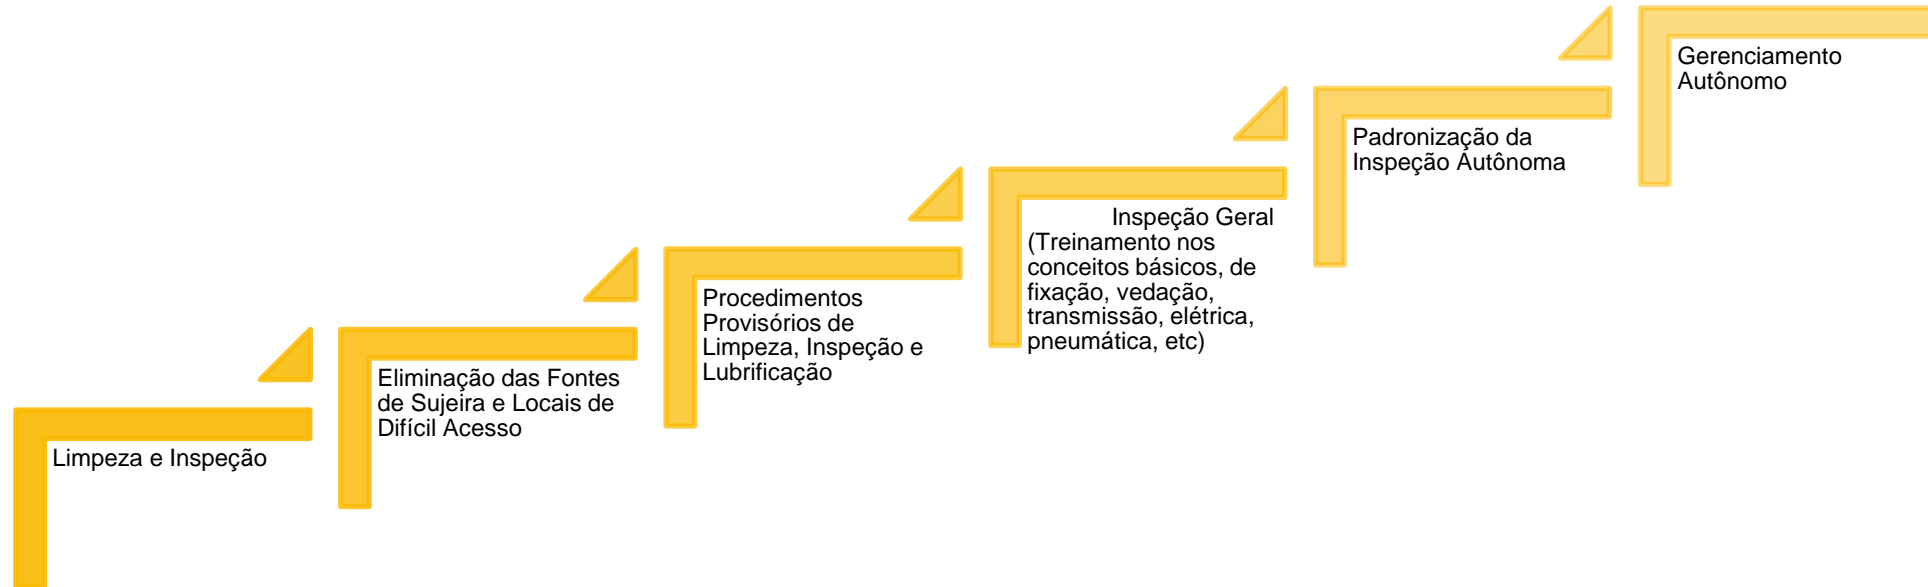 Limpeza e Inspeção
Eliminação das Fontes
de Sujeira e Locais de
Difícil Acesso
Procedimentos
Provisórios de
Limpeza, Inspeção e
Lubrificação
Inspeção Geral
(Treinamento nos
conceitos básicos, de
fixação, vedação,
transmissão, elétrica,
pneumática, etc)
Padronização da
Inspeção Autônoma
Gerenciamento
Autônomo